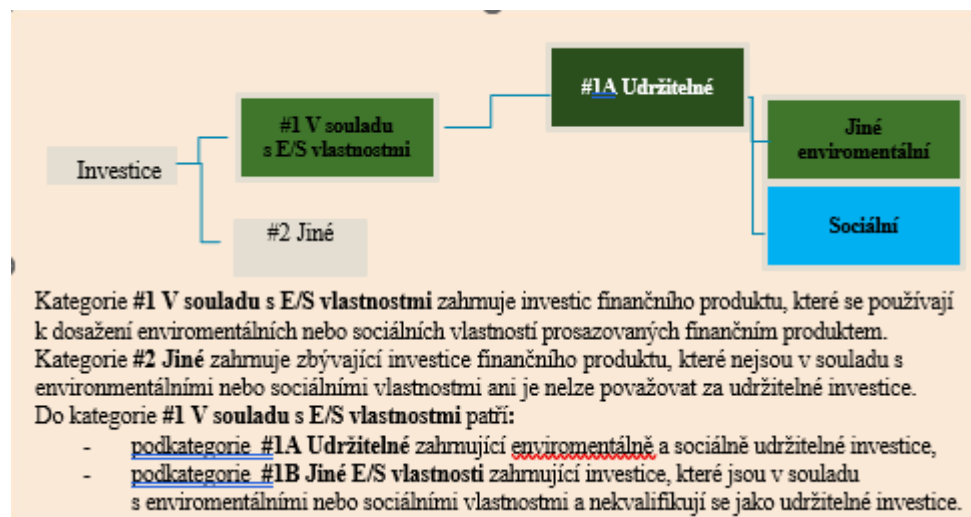 #1A Udržitelné
#1 V souladu
s E/S vlastnostmi
Jiné
enviromentální
Investice
Sociální
#2 Jiné
Kategorie #1 V souladu s E/S vlastnostmi zahrnuje investic finančního produktu, které se používají
k dosažení enviromentálních nebo sociálních vlastností prosazovaných finančním produktem.
Kategorie #2 Jiné zahrnuje zbývající investice finančního produktu, které nejsou v souladu s
environmentálními nebo sociálními vlastnostmi ani je nelze považovat za udržitelné investice.
Do kategorie #1 V souladu s E/S vlastnostmi patří:
- podkategorie #1A Udržitelné zahrnující enviromentálně a sociálně udržitelné investice,
- podkategorie #1B Jiné E/S vlastnosti zahrnující investice, které jsou v souladu
s enviromentálními nebo sociálními vlastnostmi a nekvalifikují se jako udržitelné investice.